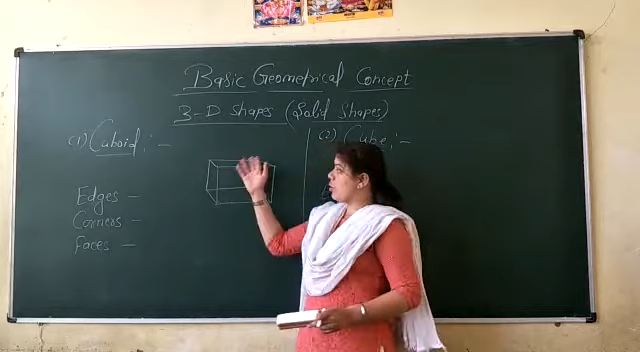 Basic Geometrical Concept
3-D Shapes (Solid Shapes)
(1) Cuboid :-
(2) Cube :-
Edges -
Corners -
Faces -